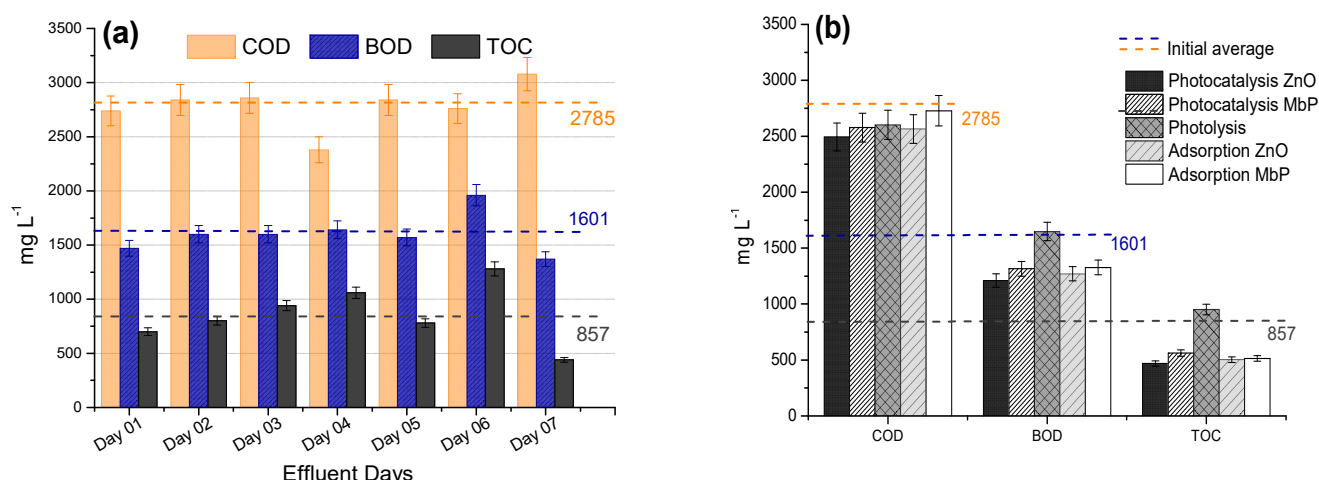 (a)
COD BOD TOC
3500
3000
2500
2000
1500
1000
500
0
mg L⁻¹
2785
1601
857
Day 01 Day 02 Day 03 Day 04 Day 05 Day 06 Day 07
Effluent Days
(b)
3500
3000
2500
2000
1500
1000
500
0
mg L⁻¹
Initial average
Photocatalysis ZnO
Photocatalysis MbP
Photolysis
Adsorption ZnO
Adsorption MbP
2785
1601
857
COD BOD TOC